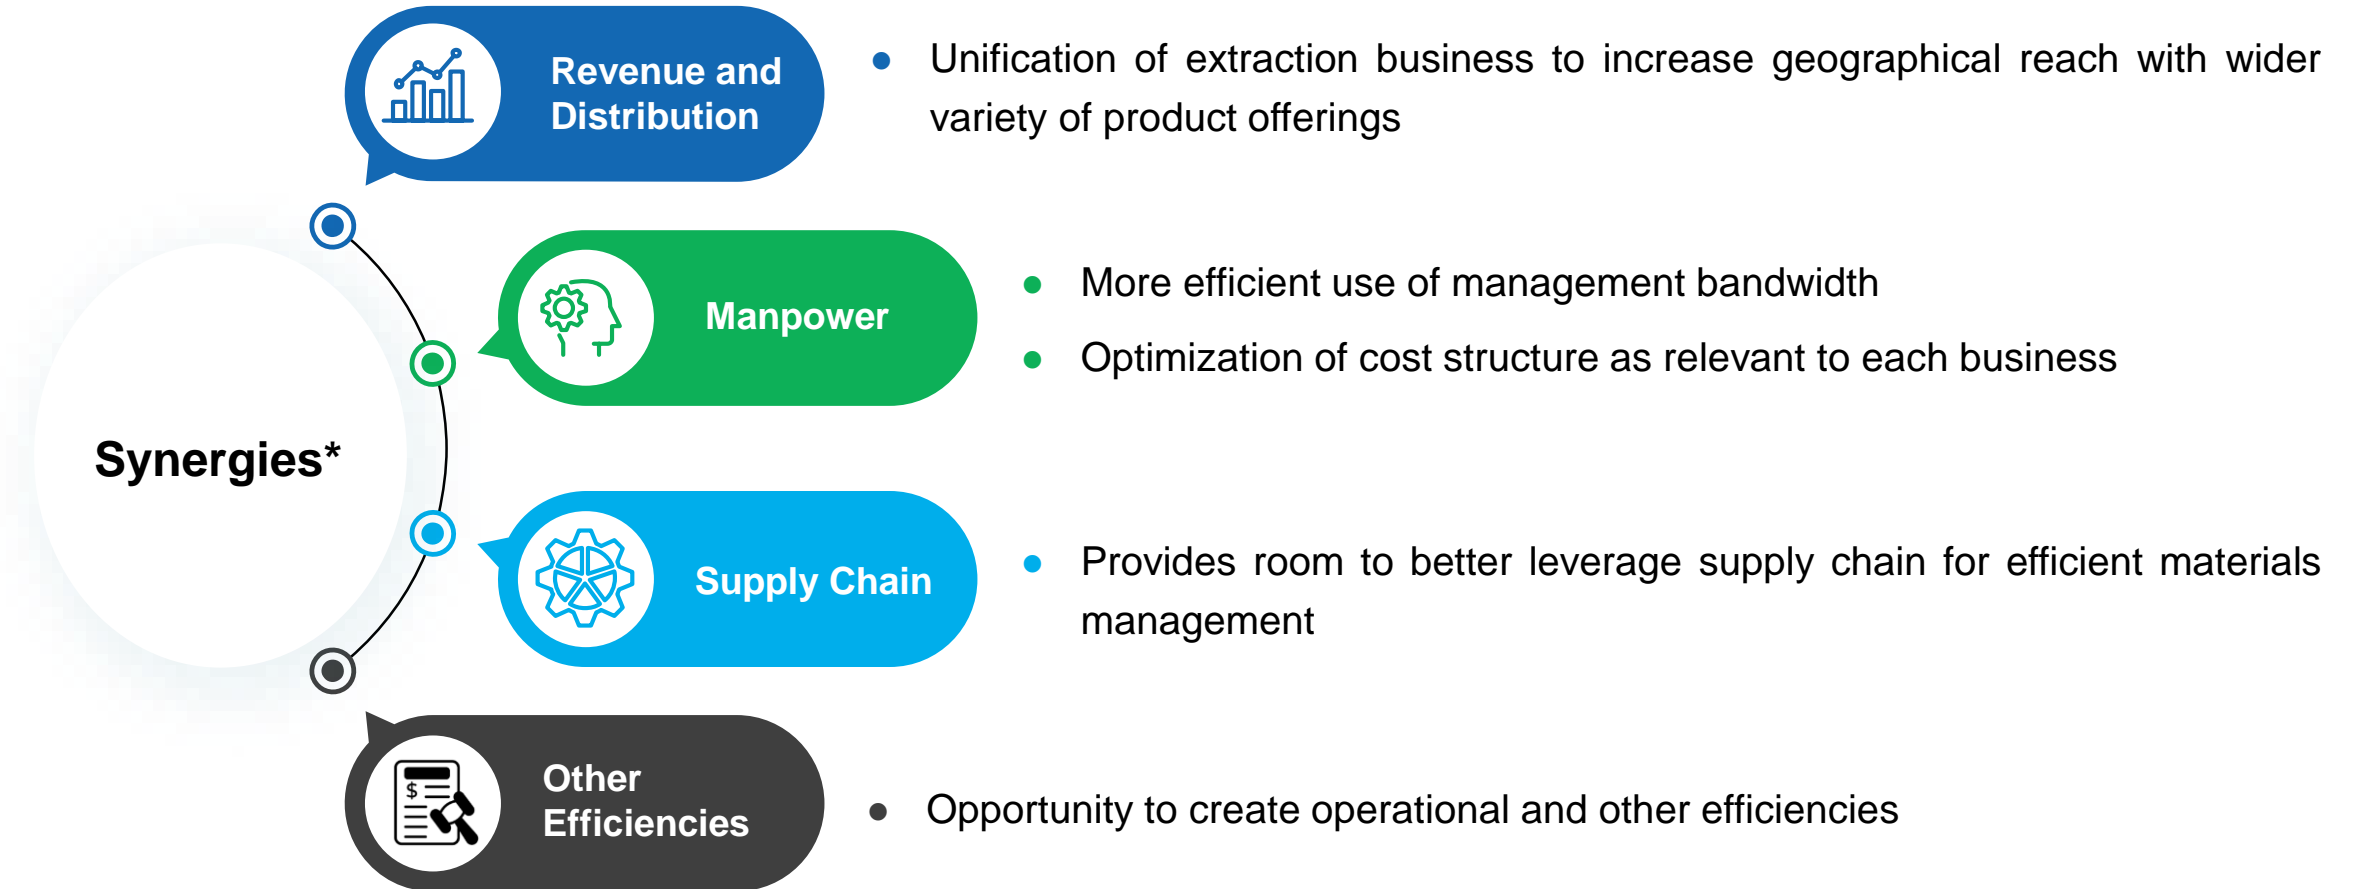 Revenue and
Distribution
● Unification of extraction business to increase geographical reach with wider
variety of product offerings
Manpower
● More efficient use of management bandwidth
● Optimization of cost structure as relevant to each business
Synergies*
Supply Chain
● Provides room to better leverage supply chain for efficient materials
management
$
Other
Efficiencies
● Opportunity to create operational and other efficiencies